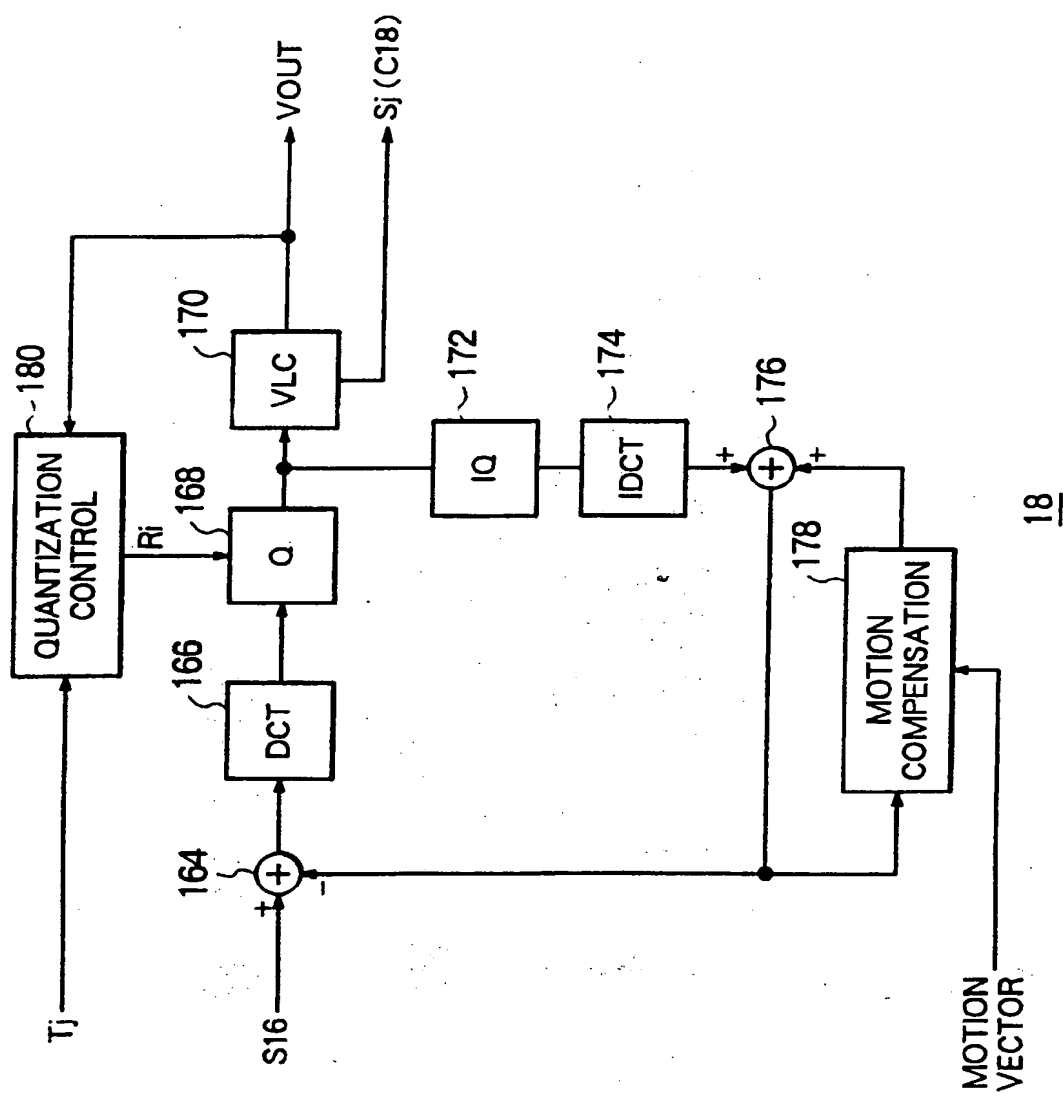 Tj
QUANTIZATION
CONTROL
180
Ri
S16
+
-
+
164
DCT
166
Q
168
VLC
170
VOUT
Sj (C18)
IQ
172
IDCT
174
+
+
+
176
MOTION
COMPENSATION
178
MOTION
VECTOR
18